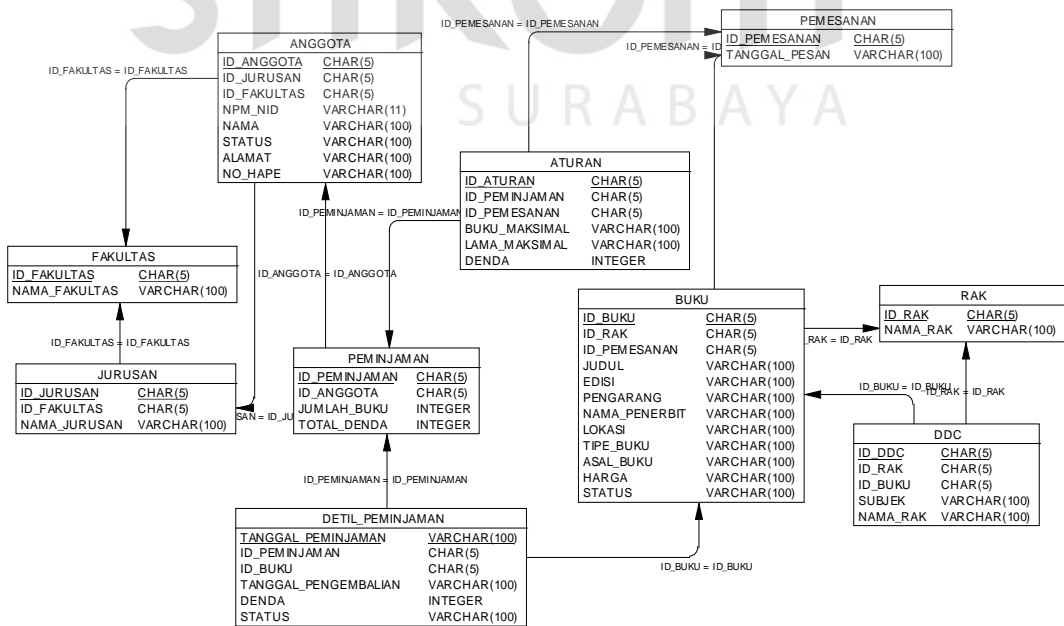 SURABAYA
ID_PEMESANAN = ID_PEMESANAN
PEMESANAN
ID_PEMESANAN CHAR(5)
TANGGAL_PESAN VARCHAR(100)
ID_PEMESANAN = ID
ANGGOTA
ID_ANGGOTA CHAR(5)
ID_JURUSAN CHAR(5)
ID_FAKULTAS CHAR(5)
NPM_NID VARCHAR(11)
NAMA VARCHAR(100)
STATUS VARCHAR(100)
ALAMAT VARCHAR(100)
NO_HAPE VARCHAR(100)
ID_FAKULTAS = ID_FAKULTAS
ATURAN
ID_ATURAN CHAR(5)
ID_PEMINJAMAN CHAR(5)
ID_PEMESANAN CHAR(5)
BUKU_MAKSIMAL VARCHAR(100)
LAMA_MAKSIMAL VARCHAR(100)
DENDA INTEGER
ID_PEMINJAMAN = ID_PEMINJAMAN
FAKULTAS
ID_FAKULTAS CHAR(5)
NAMA_FAKULTAS VARCHAR(100)
ID_ANGGOTA = ID_ANGGOTA
BUKU
ID_BUKU CHAR(5)
ID_RAK CHAR(5)
ID_PEMESANAN CHAR(5)
JUDUL VARCHAR(100)
EDISI VARCHAR(100)
PENGARANG VARCHAR(100)
NAMA_PENERBIT VARCHAR(100)
LOKASI VARCHAR(100)
TIPE_BUKU VARCHAR(100)
ASAL_BUKU VARCHAR(100)
HARGA VARCHAR(100)
STATUS VARCHAR(100)
RAK
ID_RAK CHAR(5)
NAMA_RAK VARCHAR(100)
_RAK = ID_RAK
ID_FAKULTAS = ID_FAKULTAS
JURUSAN
ID_JURUSAN CHAR(5)
ID_FAKULTAS CHAR(5)
NAMA_JURUSAN VARCHAR(100)
SAN = ID_JU
PEMINJAMAN
ID_PEMINJAMAN CHAR(5)
ID_ANGGOTA CHAR(5)
JUMLAH_BUKU INTEGER
TOTAL_DENDA INTEGER
ID_BUKU = ID_BUKU
ID_RAK = ID_RAK
DDC
ID_DDC CHAR(5)
ID_RAK CHAR(5)
ID_BUKU CHAR(5)
SUBJEK VARCHAR(100)
NAMA_RAK VARCHAR(100)
ID_PEMINJAMAN = ID_PEMINJAMAN
DETIL_PEMINJAMAN
TANGGAL_PEMINJAMAN VARCHAR(100)
ID_PEMINJAMAN CHAR(5)
ID_BUKU CHAR(5)
TANGGAL_PENGEMBALIAN VARCHAR(100)
DENDA INTEGER
STATUS VARCHAR(100)
ID_BUKU = ID_BUKU